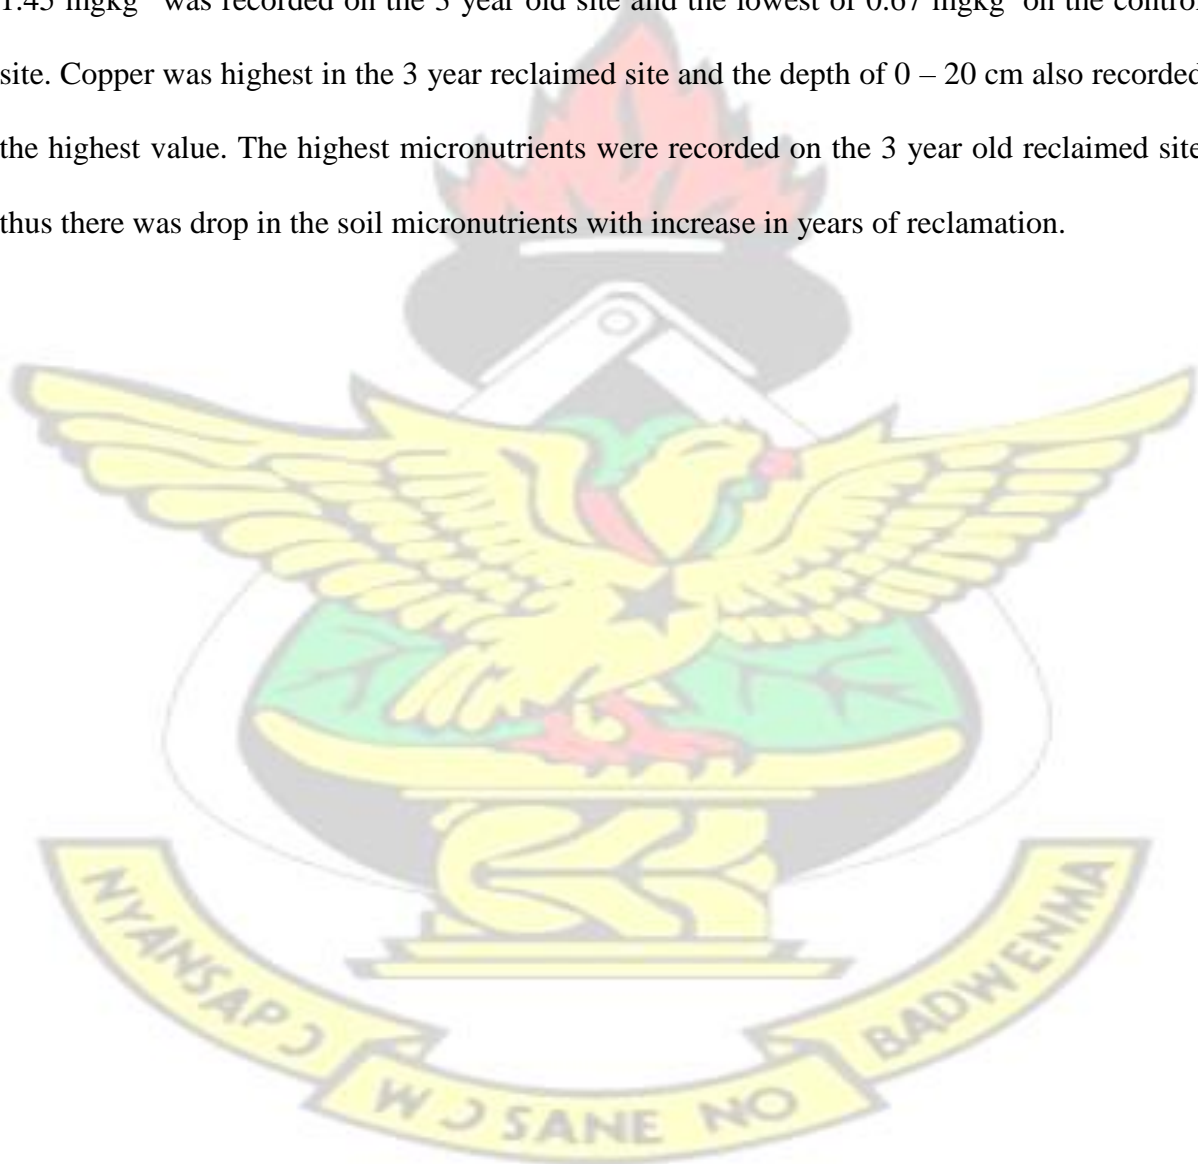 1.45 mgkg was recorded on the 3 year old site and the lowest of 0.67 mgkg on the control
site. Copper was highest in the 3 year reclaimed site and the depth of 0 – 20 cm also recorded
the highest value. The highest micronutrients were recorded on the 3 year old reclaimed site
thus there was drop in the soil micronutrients with increase in years of reclamation.
NYANSAPƆ
WƆSANE NO
BADWENMA